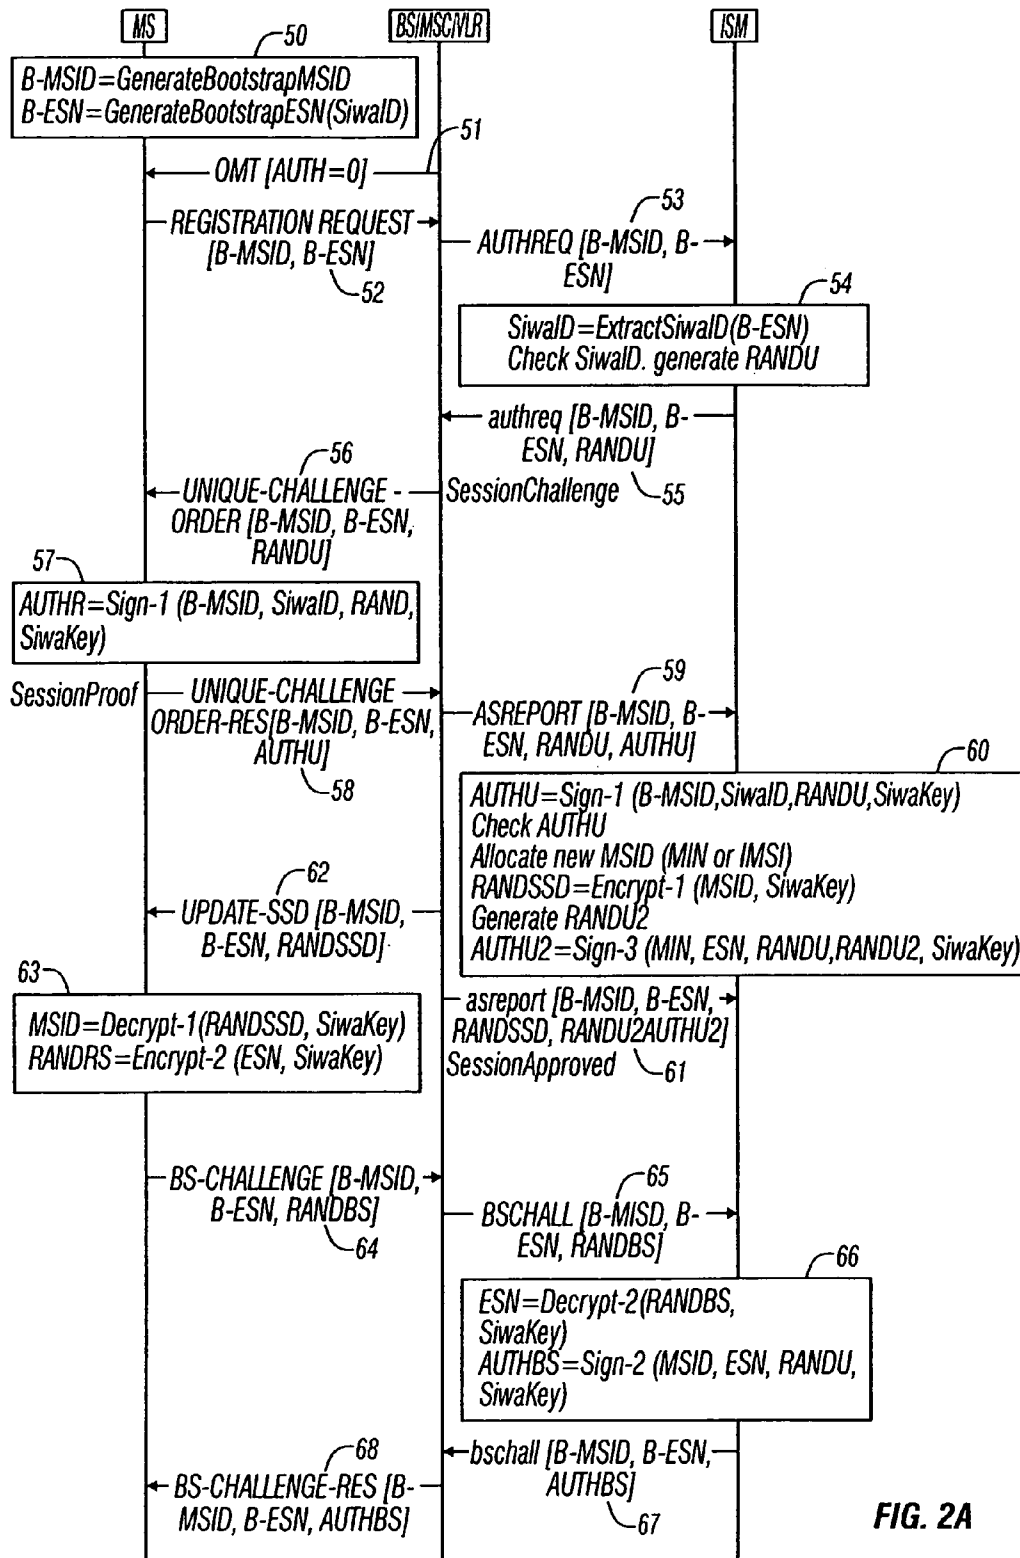 MS
BS/MSC/VLR
ISM
50
B-MSID=GenerateBootstrapMSID
B-ESN=GenerateBootstrapESN(SiwaID)
51
OMT [AUTH=0]
REGISTRATION REQUEST
[B-MSID, B-ESN]
52
53
AUTHREQ [B-MSID, B-
ESN]
54
SiwaID=ExtractSiwaID(B-ESN)
Check SiwaID. generate RANDU
authreq [B-MSID, B-
ESN, RANDU]
55
56
UNIQUE-CHALLENGE -
ORDER [B-MSID, B-ESN,
RANDU]
SessionChallenge
57
AUTHR=Sign-1 (B-MSID, SiwaID, RAND,
SiwaKey)
SessionProof
UNIQUE-CHALLENGE
ORDER-RES[B-MSID, B-ESN,
AUTHU]
58
59
ASREPORT [B-MSID, B-
ESN, RANDU, AUTHU]
60
AUTHU=Sign-1 (B-MSID,SiwaID,RANDU,SiwaKey)
Check AUTHU
Allocate new MSID (MIN or IMSI)
RANDSSD=Encrypt-1 (MSID, SiwaKey)
Generate RANDU2
AUTHU2=Sign-3 (MIN, ESN, RANDU,RANDU2, SiwaKey)
62
UPDATE-SSD [B-MSID,
B-ESN, RANDSSD]
63
MSID=Decrypt-1(RANDSSD, SiwaKey)
RANDRS=Encrypt-2 (ESN, SiwaKey)
asreport [B-MSID, B-ESN,
RANDSSD, RANDU2AUTHU2]
SessionApproved
61
BS-CHALLENGE [B-MSID,
B-ESN, RANDBS]
64
65
BSCHALL [B-MISD, B-
ESN, RANDBS]
66
ESN=Decrypt-2(RANDBS,
SiwaKey)
AUTHBS=Sign-2 (MSID, ESN, RANDU,
SiwaKey)
bschall [B-MSID, B-ESN,
AUTHBS]
67
68
BS-CHALLENGE-RES [B-
MSID, B-ESN, AUTHBS]
FIG. 2A